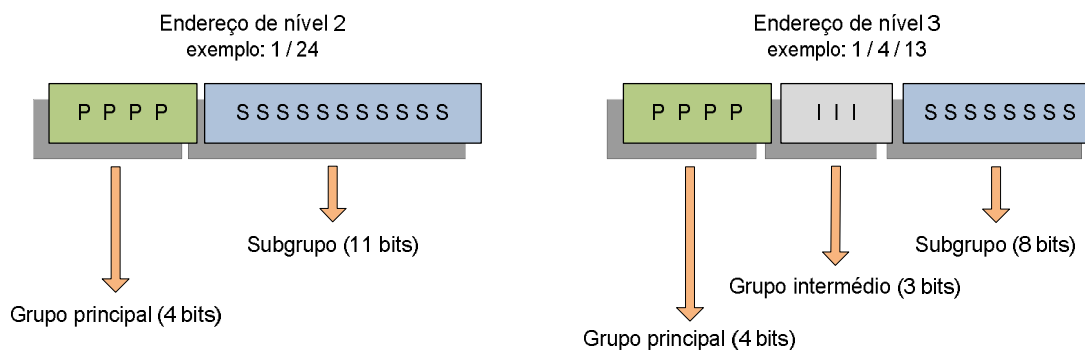 Endereço de nível 2
exemplo: 1 / 24
P P P P
S S S S S S S S S S S
Subgrupo (11 bits)
Grupo principal (4 bits)
Endereço de nível 3
exemplo: 1 / 4 / 13
P P P P
I I I
S S S S S S S S
Subgrupo (8 bits)
Grupo intermédio (3 bits)
Grupo principal (4 bits)